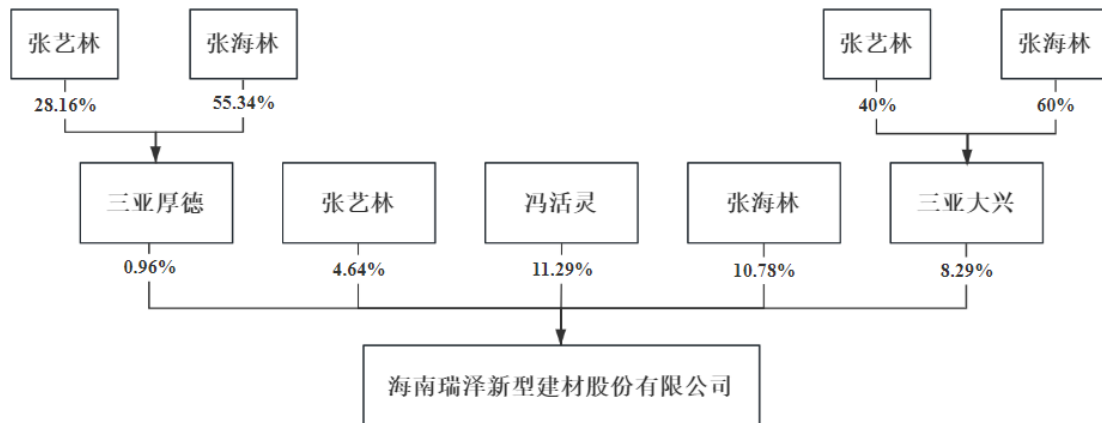 张艺林
张海林
张艺林
张海林
28.16%
55.34%
40%
60%
三亚厚德
张艺林
冯活灵
张海林
三亚大兴
0.96%
4.64%
11.29%
10.78%
8.29%
海南瑞泽新型建材股份有限公司